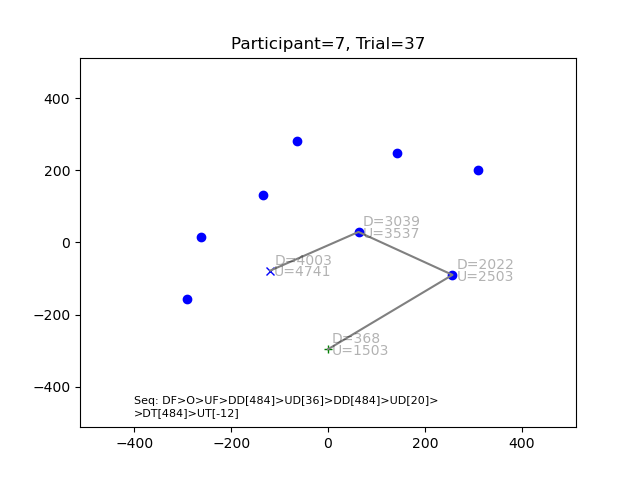 Participant=7, Trial=37
400
200
0
−200
−400
D=3039
U=3537
D=4003
U=4741
D=2022
U=2503
D=368
U=1503
Seq: DF>O>UF>DD[484]>UD[36]>DD[484]>UD[20]>
>DT[484]>UT[-12]
−400
−200
0
200
400